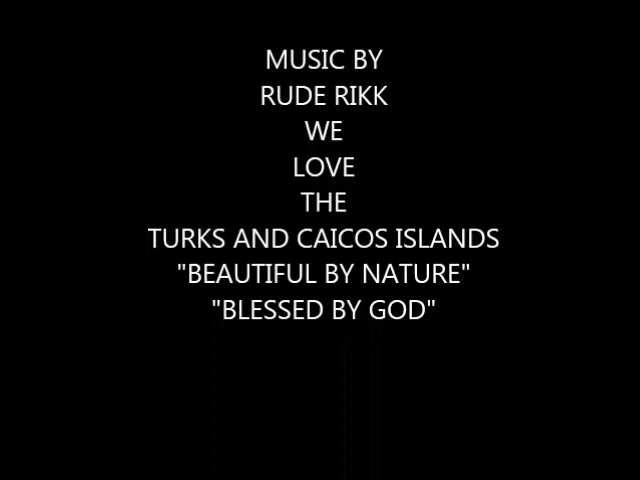 MUSIC BY
RUDE RIKK
WE
LOVE
THE
TURKS AND CAICOS ISLANDS
"BEAUTIFUL BY NATURE"
"BLESSED BY GOD"